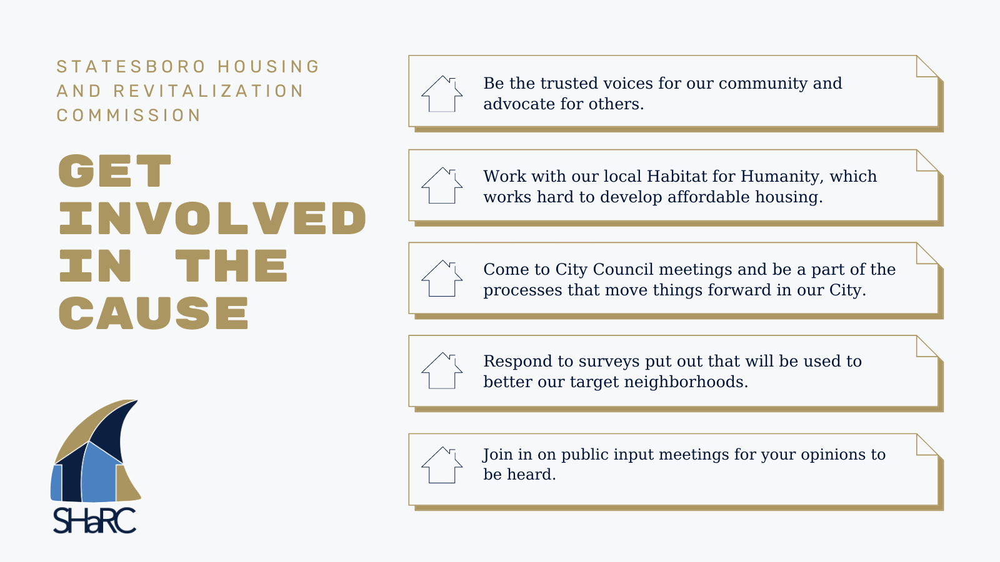 STATESBORO HOUSING
AND REVITALIZATION
COMMISSION
GET
INVOLVED
IN THE
CAUSE
SHaRC
Be the trusted voices for our community and
advocate for others.
Work with our local Habitat for Humanity, which
works hard to develop affordable housing.
Come to City Council meetings and be a part of the
processes that move things forward in our City.
Respond to surveys put out that will be used to
better our target neighborhoods.
Join in on public input meetings for your opinions to
be heard.